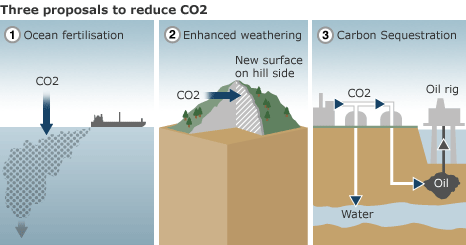 Three proposals to reduce CO2
1 Ocean fertilisation
CO2
2 Enhanced weathering
New surface
on hill side
CO2
3 Carbon Sequestration
CO2
Oil rig
Oil
Water